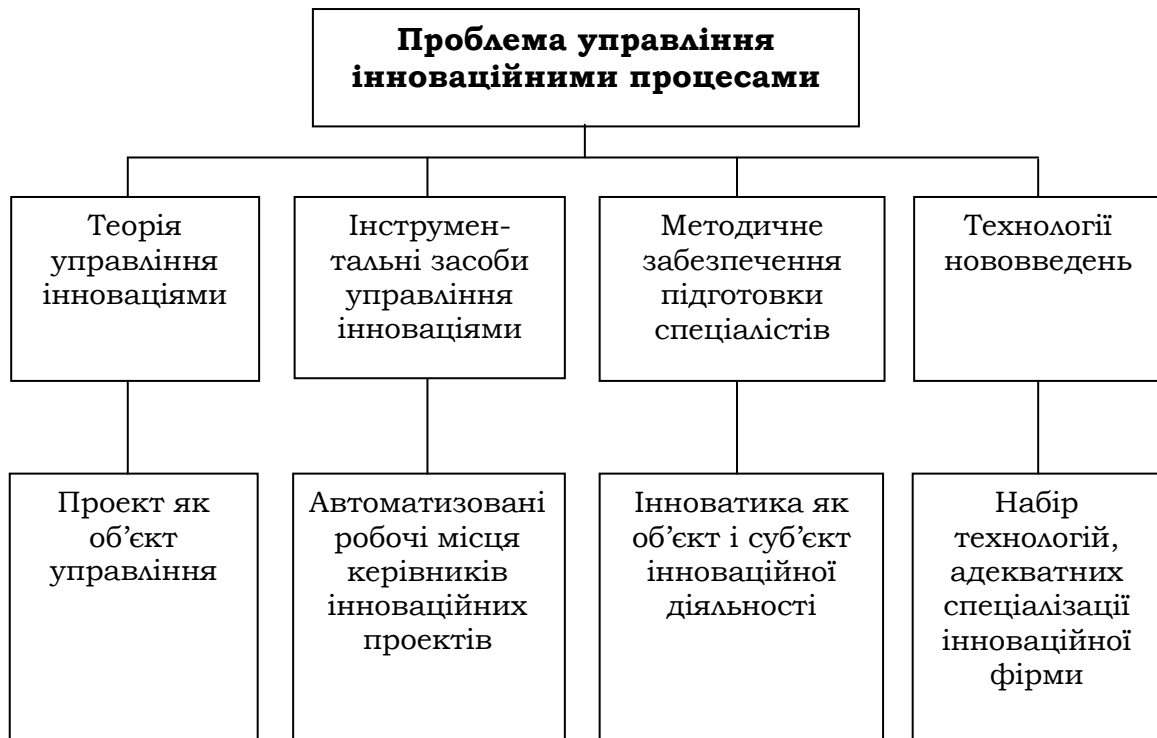 Проблема управління
інноваційними процесами
Теорія
управління
інноваціями
Інструмен-
тальні засоби
управління
інноваціями
Методичне
забезпечення
підготовки
спеціалістів
Технології
нововведень
Проект як
об’єкт
управління
Автоматизовані
робочі місця
керівників
інноваційних
проектів
Інноватика як
об’єкт і суб’єкт
інноваційної
діяльності
Набір
технологій,
адекватних
спеціалізації
інноваційної
фірми